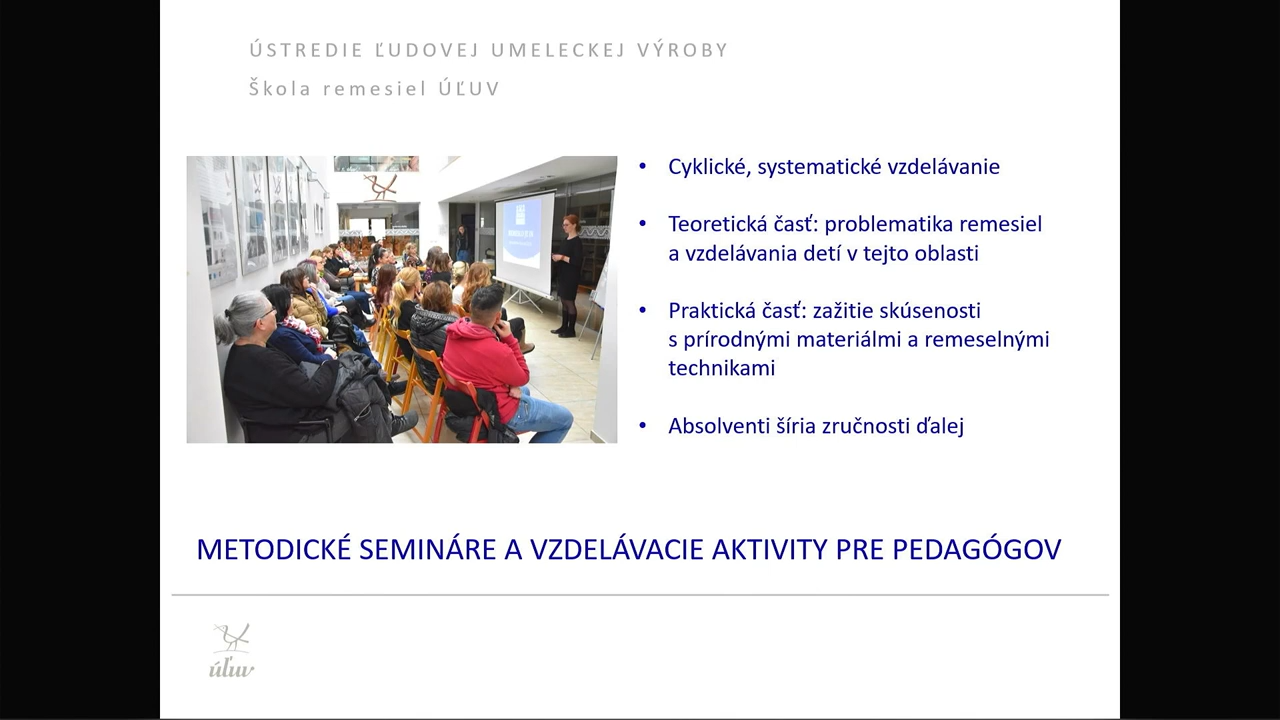 ÚSTREDIE ĽUDOVEJ UMELECKEJ VÝROBY
Škola remesiel ÚĽUV
• Cyklické, systematické vzdelávanie
• Teoretická časť: problematika remesiel
a vzdelávania detí v tejto oblasti
• Praktická časť: zažitie skúsenosti
s prírodnými materiálmi a remeselnými
technikami
• Absolventi šíria zručnosti ďalej
METODICKÉ SEMINÁRE A VZDELÁVACIE AKTIVITY PRE PEDAGÓGOV
úľuv